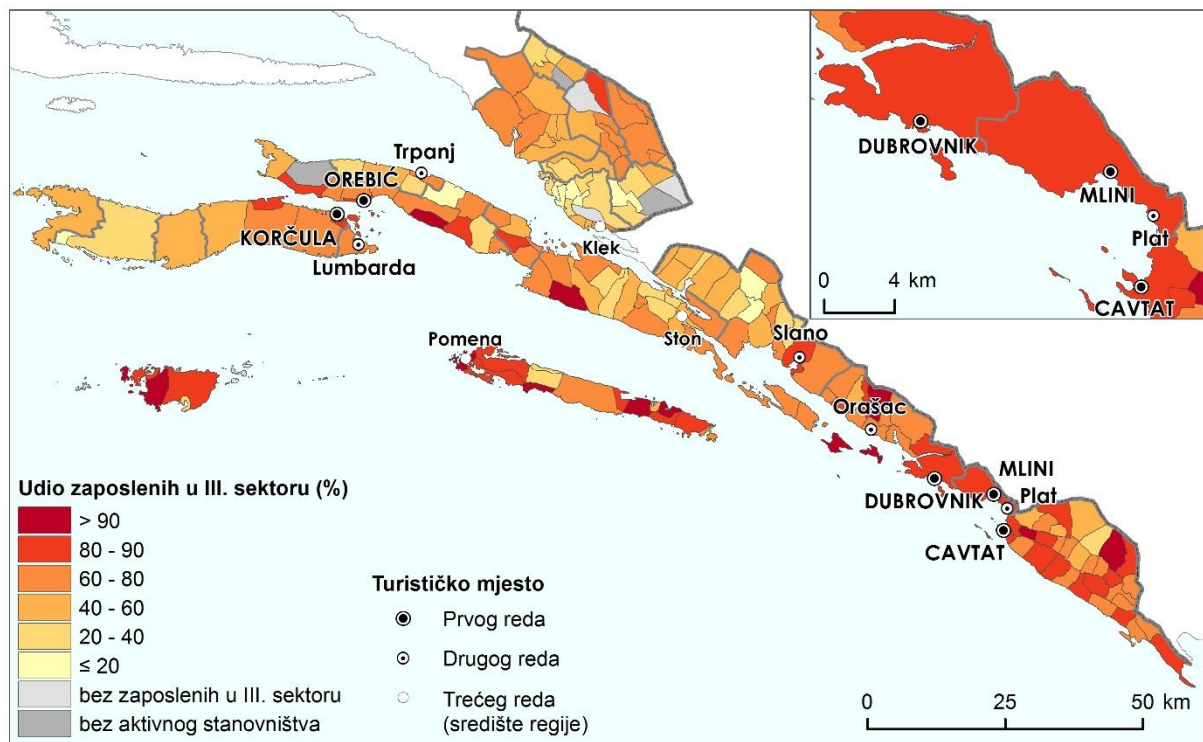 DUBROVNIK
MLINI
Plat
CAVTAT
0 4 km
Trpanj
OREBIĆ
KORČULA
Lumbarda
Klek
Pomena
Ston
Slano
Orašac
DUBROVNIK
MLINI
Plat
CAVTAT
Udio zaposlenih u III. sektoru (%)
> 90
80 - 90
60 - 80
40 - 60
20 - 40
≤ 20
bez zaposlenih u III. sektoru
bez aktivnog stanovništva
Turističko mjesto
Prvog reda
Drugog reda
Trećeg reda
(središte regije)
0 25 50 km